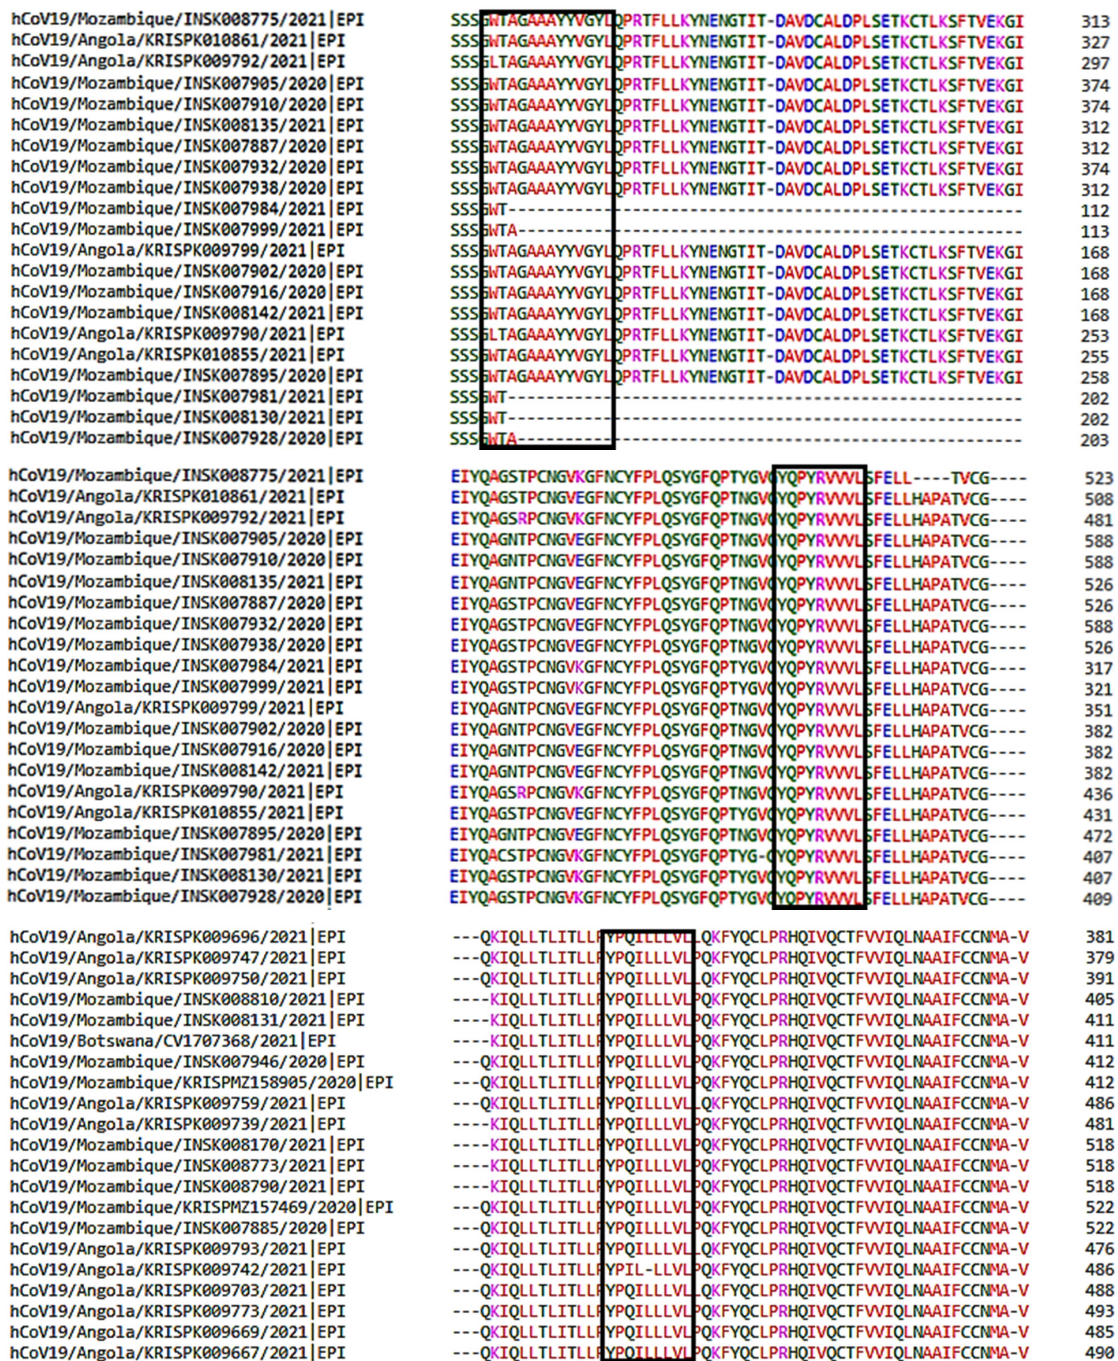 hCoV19/Mozambique/INSK008775/2021|EPI SSSGWTAGAAAYYVGYLQPRTFLLKYNENGTIT-DAVDCALDPLSETKCTLKSFTVEKGI 313
hCoV19/Angola/KRISPK010861/2021|EPI SSSGWTAGAAAYYVGYLQPRTFLLKYNENGTIT-DAVDCALDPLSETKCTLKSFTVEKGI 327
hCoV19/Angola/KRISPK009792/2021|EPI SSSGLTAGAAAYYVGYLQPRTFLLKYNENGTIT-DAVDCALDPLSETKCTLKSFTVEKGI 297
hCoV19/Mozambique/INSK007905/2020|EPI SSSGWTAGAAAYYVGYLQPRTFLLKYNENGTIT-DAVDCALDPLSETKCTLKSFTVEKGI 374
hCoV19/Mozambique/INSK007910/2020|EPI SSSGWTAGAAAYYVGYLQPRTFLLKYNENGTIT-DAVDCALDPLSETKCTLKSFTVEKGI 374
hCoV19/Mozambique/INSK008135/2021|EPI SSSGWTAGAAAYYVGYLQPRTFLLKYNENGTIT-DAVDCALDPLSETKCTLKSFTVEKGI 312
hCoV19/Mozambique/INSK007887/2020|EPI SSSGWTAGAAAYYVGYLQPRTFLLKYNENGTIT-DAVDCALDPLSETKCTLKSFTVEKGI 312
hCoV19/Mozambique/INSK007932/2020|EPI SSSGWTAGAAAYYVGYLQPRTFLLKYNENGTIT-DAVDCALDPLSETKCTLKSFTVEKGI 374
hCoV19/Mozambique/INSK007938/2020|EPI SSSGWTAGAAAYYVGYLQPRTFLLKYNENGTIT-DAVDCALDPLSETKCTLKSFTVEKGI 312
hCoV19/Mozambique/INSK007984/2021|EPI SSSGWT------------------------------------------------------ 112
hCoV19/Mozambique/INSK007999/2021|EPI SSSGWTA----------------------------------------------------- 113
hCoV19/Angola/KRISPK009799/2021|EPI SSSGWTAGAAAYYVGYLQPRTFLLKYNENGTIT-DAVDCALDPLSETKCTLKSFTVEKGI 168
hCoV19/Mozambique/INSK007902/2020|EPI SSSGWTAGAAAYYVGYLQPRTFLLKYNENGTIT-DAVDCALDPLSETKCTLKSFTVEKGI 168
hCoV19/Mozambique/INSK007916/2020|EPI SSSGWTAGAAAYYVGYLQPRTFLLKYNENGTIT-DAVDCALDPLSETKCTLKSFTVEKGI 168
hCoV19/Mozambique/INSK008142/2021|EPI SSSGWTAGAAAYYVGYLQPRTFLLKYNENGTIT-DAVDCALDPLSETKCTLKSFTVEKGI 168
hCoV19/Angola/KRISPK009790/2021|EPI SSSGLTAGAAAYYVGYLQPRTFLLKYNENGTIT-DAVDCALDPLSETKCTLKSFTVEKGI 253
hCoV19/Angola/KRISPK010855/2021|EPI SSSGWTAGAAAYYVGYLQPRTFLLKYNENGTIT-DAVDCALDPLSETKCTLKSFTVEKGI 255
hCoV19/Mozambique/INSK007895/2020|EPI SSSGWTAGAAAYYVGYLQPRTFLLKYNENGTIT-DAVDCALDPLSETKCTLKSFTVEKGI 258
hCoV19/Mozambique/INSK007981/2021|EPI SSSGWT------------------------------------------------------ 202
hCoV19/Mozambique/INSK008130/2021|EPI SSSGWT------------------------------------------------------ 202
hCoV19/Mozambique/INSK007928/2020|EPI SSSGWTA----------------------------------------------------- 203
hCoV19/Mozambique/INSK008775/2021|EPI EIYQAGSTPCNGVKGFNCYFPLQSYGFQPTYGVGYQPYRVVVLSFELL----TVCG---- 523
hCoV19/Angola/KRISPK010861/2021|EPI EIYQAGSTPCNGVEGFNCYFPLQSYGFQPTNGVGYQPYRVVVLSFELLHAPATVCG---- 508
hCoV19/Angola/KRISPK009792/2021|EPI EIYQAGSRPCNGVKGFNCYFPLQSYGFQPTNGVGYQPYRVVVLSFELLHAPATVCG---- 481
hCoV19/Mozambique/INSK007905/2020|EPI EIYQAGNTPCNGVEGFNCYFPLQSYGFQPTNGVGYQPYRVVVLSFELLHAPATVCG---- 588
hCoV19/Mozambique/INSK007910/2020|EPI EIYQAGNTPCNGVEGFNCYFPLQSYGFQPTNGVGYQPYRVVVLSFELLHAPATVCG---- 588
hCoV19/Mozambique/INSK008135/2021|EPI EIYQAGSTPCNGVEGFNCYFPLQSYGFQPTNGVGYQPYRVVVLSFELLHAPATVCG---- 526
hCoV19/Mozambique/INSK007887/2020|EPI EIYQAGSTPCNGVEGFNCYFPLQSYGFQPTNGVGYQPYRVVVLSFELLHAPATVCG---- 526
hCoV19/Mozambique/INSK007932/2020|EPI EIYQAGSTPCNGVEGFNCYFPLQSYGFQPTNGVGYQPYRVVVLSFELLHAPATVCG---- 588
hCoV19/Mozambique/INSK007938/2020|EPI EIYQAGSTPCNGVEGFNCYFPLQSYGFQPTNGVGYQPYRVVVLSFELLHAPATVCG---- 526
hCoV19/Mozambique/INSK007984/2021|EPI EIYQAGSTPCNGVKGFNCYFPLQSYGFQPTYGVGYQPYRVVVLSFELLHAPATVCG---- 317
hCoV19/Mozambique/INSK007999/2021|EPI EIYQAGSTPCNGVKGFNCYFPLQSYGFQPTYGVGYQPYRVVVLSFELLHAPATVCG---- 321
hCoV19/Angola/KRISPK009799/2021|EPI EIYQAGNTPCNGVEGFNCYFPLQSYGFQPTNGVGYQPYRVVVLSFELLHAPATVCG---- 351
hCoV19/Mozambique/INSK007902/2020|EPI EIYQAGNTPCNGVEGFNCYFPLQSYGFQPTNGVGYQPYRVVVLSFELLHAPATVCG---- 382
hCoV19/Mozambique/INSK007916/2020|EPI EIYQAGNTPCNGVEGFNCYFPLQSYGFQPTNGVGYQPYRVVVLSFELLHAPATVCG---- 382
hCoV19/Mozambique/INSK008142/2021|EPI EIYQAGNTPCNGVEGFNCYFPLQSYGFQPTNGVGYQPYRVVVLSFELLHAPATVCG---- 382
hCoV19/Angola/KRISPK009790/2021|EPI EIYQAGSRPCNGVKGFNCYFPLQSYGFQPTNGVGYQPYRVVVLSFELLHAPATVCG---- 436
hCoV19/Angola/KRISPK010855/2021|EPI EIYQAGSTPCNGVEGFNCYFPLQSYGFQPTYGVGYQPYRVVVLSFELLHAPATVCG---- 431
hCoV19/Mozambique/INSK007895/2020|EPI EIYQAGNTPCNGVEGFNCYFPLQSYGFQPTNGVGYQPYRVVVLSFELLHAPATVCG---- 472
hCoV19/Mozambique/INSK007981/2021|EPI EIYQACSTPCNGVKGFNCYFPLQSYGFQPTYG-GYQPYRVVVLSFELLHAPATVCG---- 407
hCoV19/Mozambique/INSK008130/2021|EPI EIYQAGSTPCNGVKGFNCYFPLQSYGFQPTYGVGYQPYRVVVLSFELLHAPATVCG---- 407
hCoV19/Mozambique/INSK007928/2020|EPI EIYQAGSTPCNGVKGFNCYFPLQSYGFQPTYGVGYQPYRVVVLSFELLHAPATVCG---- 409
hCoV19/Angola/KRISPK009696/2021|EPI ---QKIQLLTLITLLPYPQILLLVLLQKFYQCLPRHQIVQCTFVVIQLNAAIFCCNMA-V 381
hCoV19/Angola/KRISPK009747/2021|EPI ---QKIQLLTLITLLPYPQILLLVLPQKFYQCLPRHQIVQCTFVVIQLNAAIFCCNMA-V 379
hCoV19/Angola/KRISPK009750/2021|EPI ---QKIQLLTLITLLPYPQILLLVLLQKFYQCLPRHQIVQCTFVVIQLNAAIFCCNMA-V 391
hCoV19/Mozambique/INSK008810/2021|EPI ----KIQLLTLITLLPYPQILLLVLPQKFYQCLPRHQIVQCTFVVIQLNAAIFCCNMA-V 405
hCoV19/Mozambique/INSK008131/2021|EPI ----KIQLLTLITLLPYPQILLLVLPQKFYQCLPRHQIVQCTFVVIQLNAAIFCCNMA-V 411
hCoV19/Botswana/CV1707368/2021|EPI ----KIQLLTLITLLPYPQILLLVLPQKFYQCLPRHQIVQCTFVVIQLNAAIFCCNMA-V 411
hCoV19/Mozambique/INSK007946/2020|EPI ---QKIQLLTLITLLPYPQILLLVLPQKFYQCLPRHQIVQCTFVVIQLNAAIFCCNMA-V 412
hCoV19/Mozambique/KRISPMZ158905/2020|EPI ---QKIQLLTLITLLPYPQILLLVLPQKFYQCLPRHQIVQCTFVVIQLNAAIFCCNMA-V 412
hCoV19/Angola/KRISPK009759/2021|EPI ---QKIQLLTLITLLPYPQILLLVLLQKFYQCLPRHQIVQCTFVVIQLNAAIFCCNMA-V 486
hCoV19/Angola/KRISPK009739/2021|EPI ---QKIQLLTLITLLPYPQILLLVLPQKFYQCLPRHQIVQCTFVVIQLNAAIFCCNMA-V 481
hCoV19/Mozambique/INSK008170/2021|EPI ----KIQLLTLITLLPYPQILLLVLPQKFYQCLPRHQIVQCTFVVIQLNAAIFCCNMA-V 518
hCoV19/Mozambique/INSK008773/2021|EPI ----KIQLLTLITLLPYPQILLLVLPQKFYQCLPRHQIVQCTFVVIQLNAAIFCCNMA-V 518
hCoV19/Mozambique/INSK008790/2021|EPI ----KIQLLTLITLLPYPQILLLVLPQKFYQCLPRHQIVQCTFVVIQLNAAIFCCNMA-V 518
hCoV19/Mozambique/KRISPMZ157469/2020|EPI ---QKIQLLTLITLLPYPQILLLVLPQKFYQCLPRHQIVQCTFVVIQLNAAIFCCNMA-V 522
hCoV19/Mozambique/INSK007885/2020|EPI ---QKIQLLTLITLLPYPQILLLVLPQKFYQCLPRHQIVQCTFVVIQLNAAIFCCNMA-V 522
hCoV19/Angola/KRISPK009793/2021|EPI ---QKIQLLTLITLLPYPQILLLVLPQKFYQCLPRHQIVQCTFVVIQLNAAIFCCNMA-V 476
hCoV19/Angola/KRISPK009742/2021|EPI ---QKIQLLTLITLLPYPIL-LLVLPQKFYQCLPRHQIVQCTFVVIQLNAAIFCCNMA-V 486
hCoV19/Angola/KRISPK009703/2021|EPI ---QKIQLLTLITLLPYPQILLLVLPQKFYQCLPRHQIVQCTFVVIQLNAAIFCCNMA-V 488
hCoV19/Angola/KRISPK009773/2021|EPI ---QKIQLLTLITLLPYPQILLLVLPQKFYQCLPRHQIVQCTFVVIQLNAAIFCCNMA-V 493
hCoV19/Angola/KRISPK009669/2021|EPI ---QKIQLLTLITLLPYPQILLLVLPQKFYQCLPRHQIVQCTFVVIQLNAAIFCCNMA-V 485
hCoV19/Angola/KRISPK009667/2021|EPI ---QKIQLLTLITLLPYPQILLLVLPQKFYQCLPRHQIVQCTFVVIQLNAAIFCCNMA-V 490